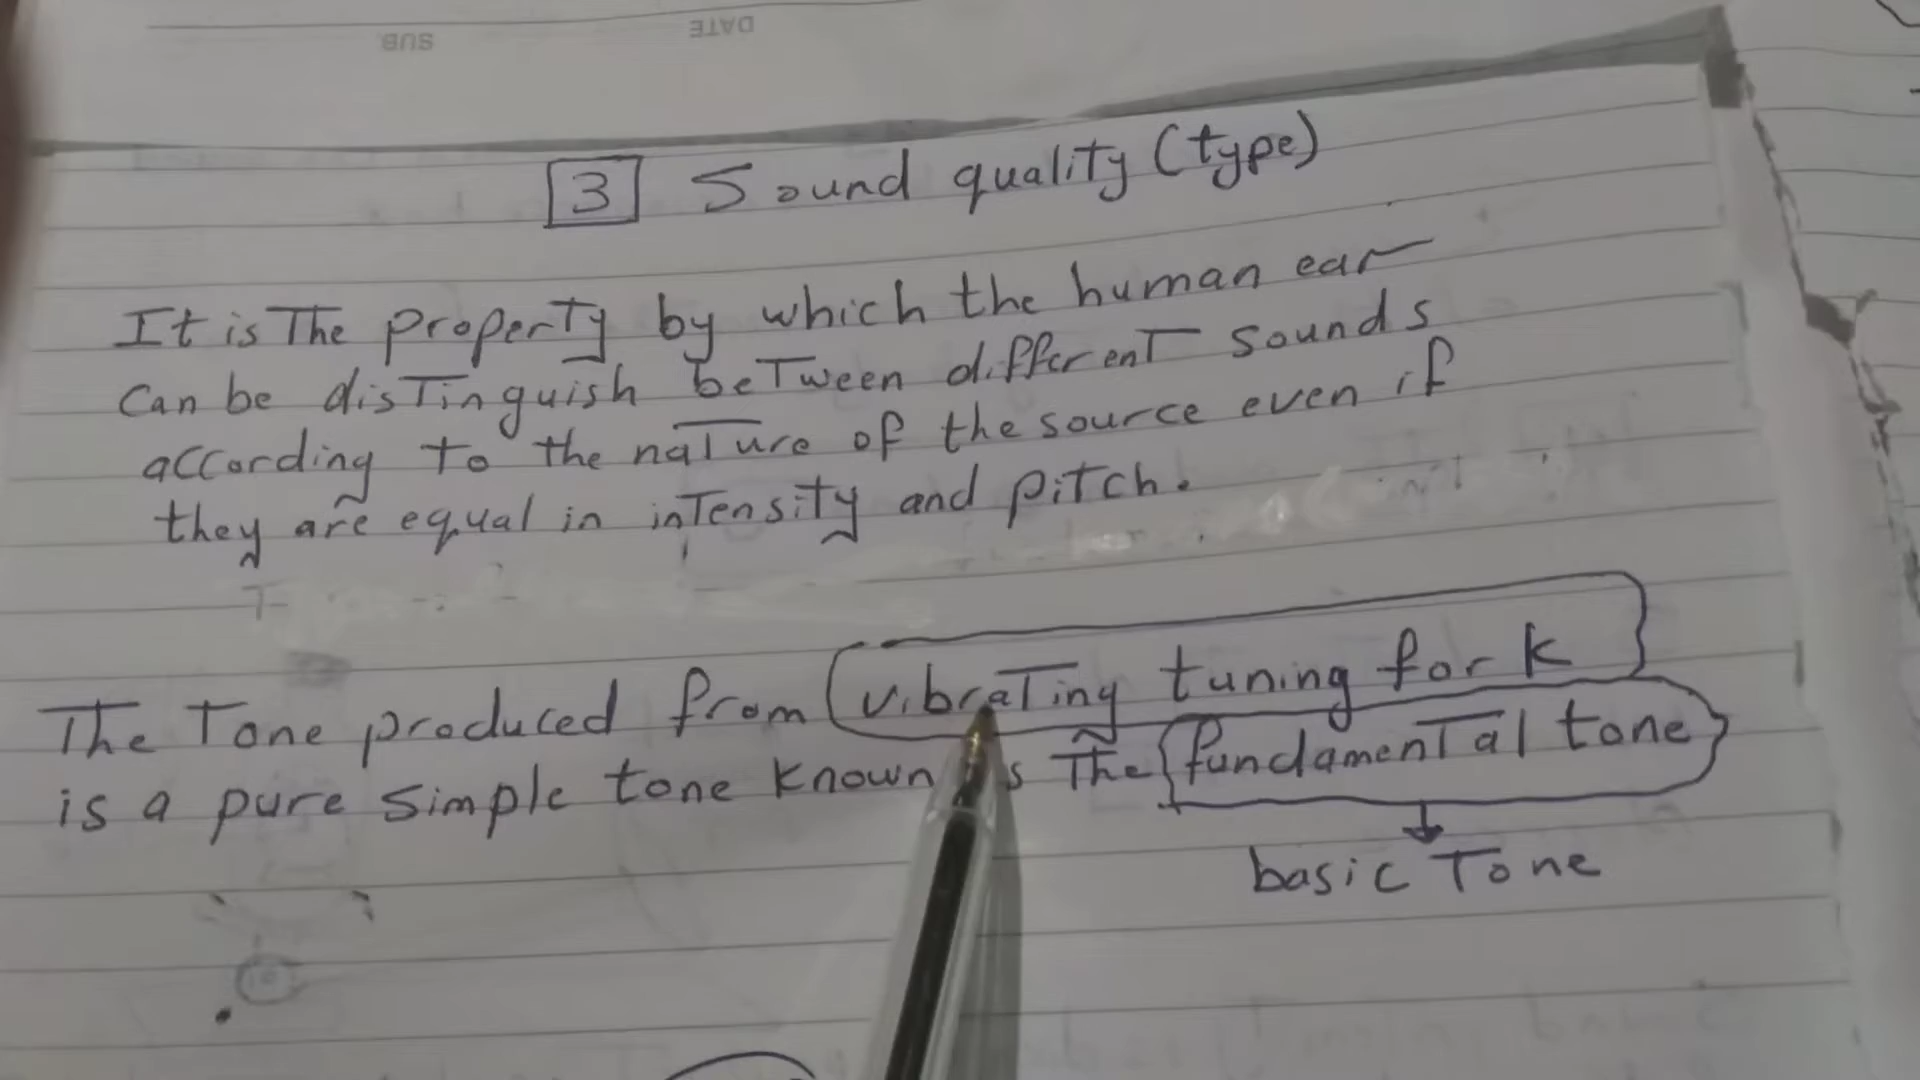 SUB
DATE
3 Sound quality (type)
It is The property by which the human ear
can be distinguish between different sounds
according to the nature of the source even if
they are equal in intensity and pitch.
The Tone produced from vibrating tuning fork
is a pure simple tone known The fundamental tone
basic Tone